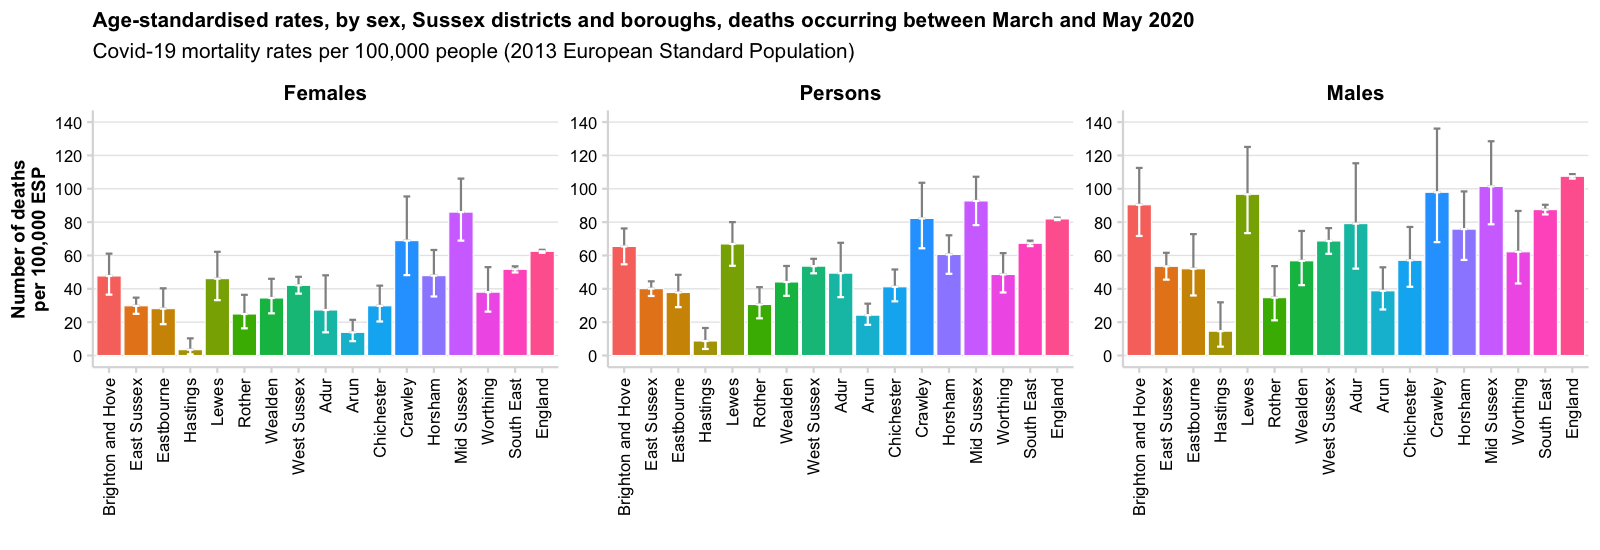 Age-standardised rates, by sex, Sussex districts and boroughs, deaths occurring between March and May 2020
Covid-19 mortality rates per 100,000 people (2013 European Standard Population)
Number of deaths
per 100,000 ESP
Females
140
120
100
80
60
40
20
0
Brighton and Hove
East Sussex
Eastbourne
Hastings
Lewes
Rother
Wealden
West Sussex
Adur
Arun
Chichester
Crawley
Horsham
Mid Sussex
Worthing
South East
England
Persons
140
120
100
80
60
40
20
0
Brighton and Hove
East Sussex
Eastbourne
Hastings
Lewes
Rother
Wealden
West Sussex
Adur
Arun
Chichester
Crawley
Horsham
Mid Sussex
Worthing
South East
England
Males
140
120
100
80
60
40
20
0
Brighton and Hove
East Sussex
Eastbourne
Hastings
Lewes
Rother
Wealden
West Sussex
Adur
Arun
Chichester
Crawley
Horsham
Mid Sussex
Worthing
South East
England